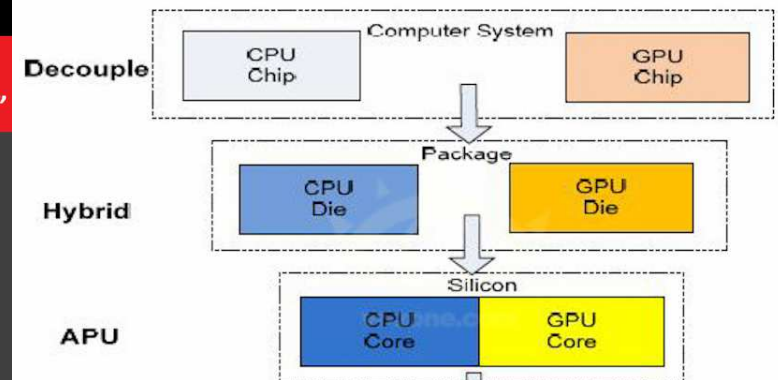 Computer System
Decouple
CPU
Chip
GPU
Chip
Package
Hybrid
CPU
Die
GPU
Die
Silicon
APU
CPU
Core
GPU
Core